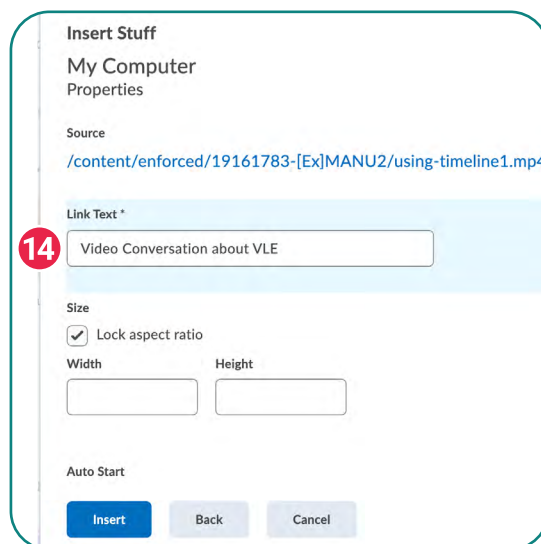 Insert Stuff
My Computer
Properties
Source
/content/enforced/19161783-[Ex]MANU2/using-timeline1.mp4
Link Text *
14
Video Conversation about VLE
Size
Lock aspect ratio
Width Height
Auto Start
Insert Back Cancel